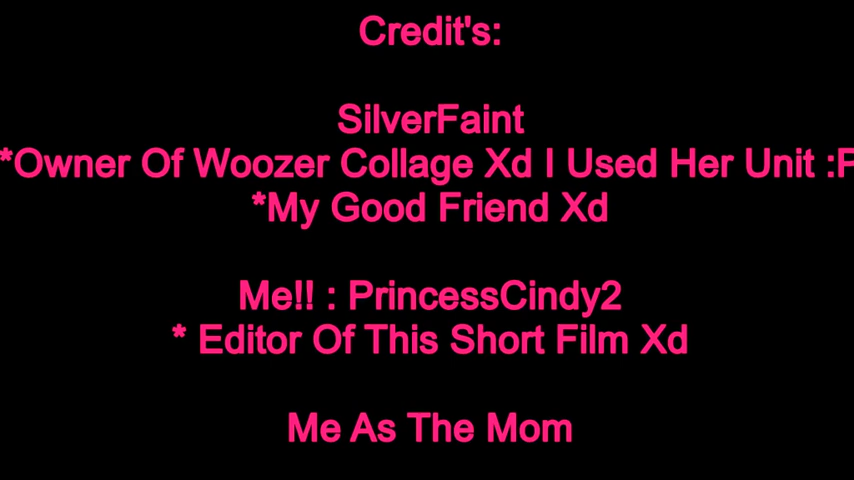 Credit's:
SilverFaint
*Owner Of Woozer Collage Xd I Used Her Unit :P
*My Good Friend Xd
Me!! : PrincessCindy2
* Editor Of This Short Film Xd
Me As The Mom